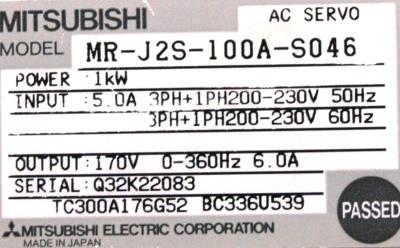 MITSUBISHI AC SERVO
MODEL MR-J2S-100A-S046
POWER :1kW
INPUT :5.0A 3PH+1PH200-230V 50Hz
3PH+1PH200-230V 60Hz
OUTPUT:170V 0-360Hz 6.0A
SERIAL:Q32K22083
TC300A176G52 BC336U539
PASSED
MITSUBISHI ELECTRIC CORPORATION
MADE IN JAPAN